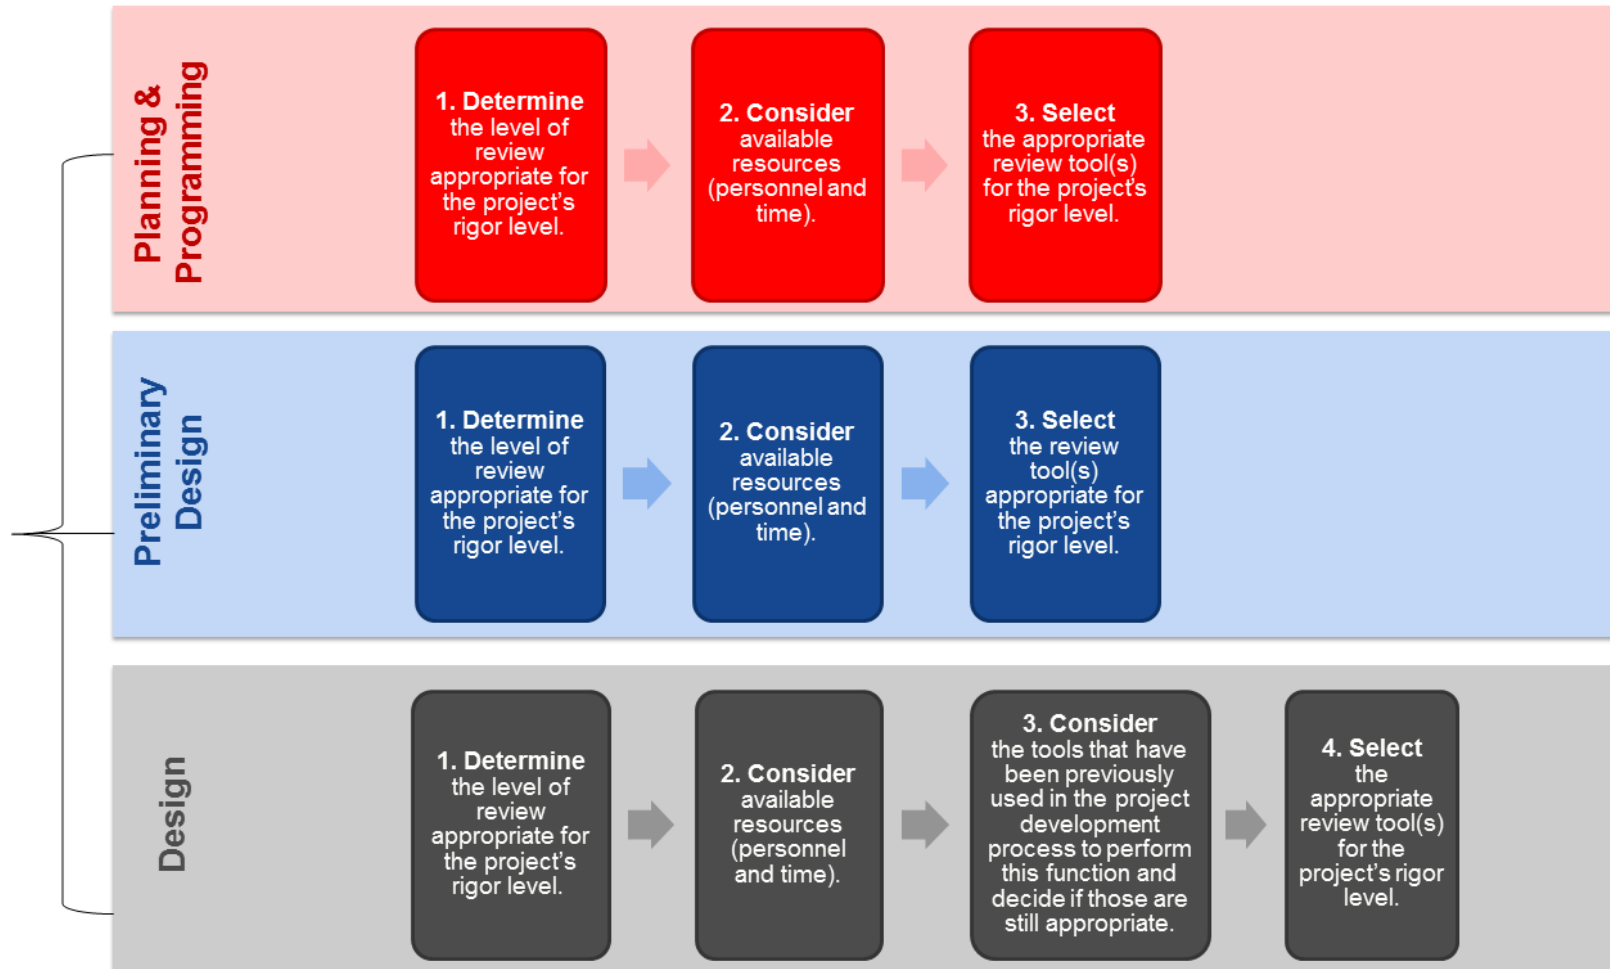 Planning &
Programming
1. Determine
the level of
review
appropriate for
the project's
rigor level.
2. Consider
available
resources
(personnel and
time).
3. Select
the appropriate
review tool(s)
for the project's
rigor level.
Preliminary
Design
1. Determine
the level of
review
appropriate for
the project's
rigor level.
2. Consider
available
resources
(personnel and
time).
3. Select
the review
tool(s)
appropriate for
the project's
rigor level.
Design
1. Determine
the level of
review
appropriate for
the project's
rigor level.
2. Consider
available
resources
(personnel
and time).
3. Consider
the tools that have
been previously
used in the project
development
process to perform
this function and
decide if those are
still appropriate.
4. Select
the
appropriate
review tool(s)
for the
project's rigor
level.